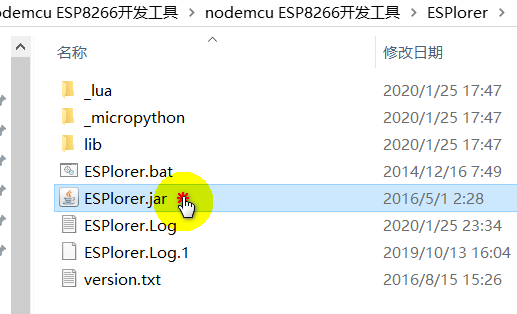 odemcu ESP8266开发工具 > nodemcu ESP8266开发工具 > ESPlorer >
名称 修改日期
_lua 2020/1/25 17:47
_micropython 2020/1/25 17:47
lib 2020/1/25 17:47
ESPlorer.bat 2014/12/16 7:49
ESPlorer.jar 2016/5/1 2:28
ESPlorer.Log 2020/1/25 23:34
ESPlorer.Log.1 2019/10/13 16:04
version.txt 2016/8/15 15:26